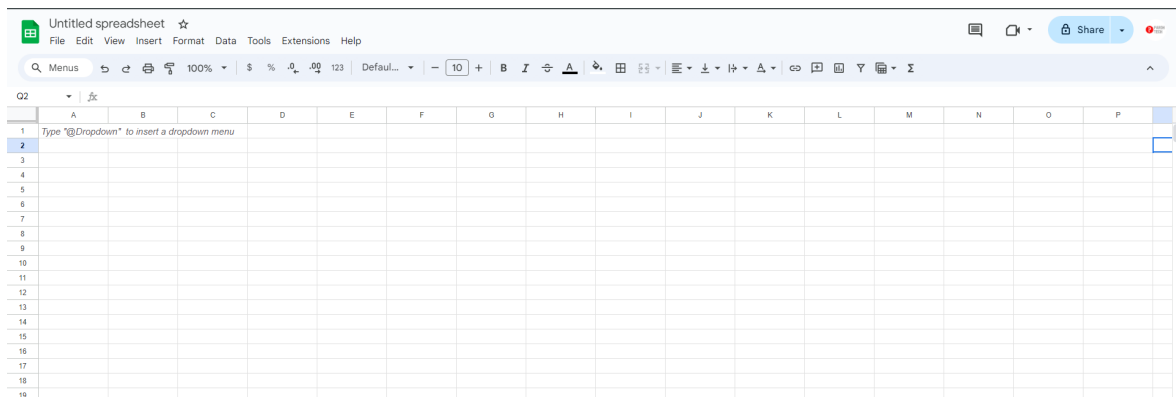 Untitled spreadsheet
File Edit View Insert Format Data Tools Extensions Help
Share
Menus 100% $ % .0 .00 123 Defaul... 10 B I A Σ
Q2 fx
A B C D E F G H I J K L M N O P
1 Type "@Dropdown" to insert a dropdown menu
2
3
4
5
6
7
8
9
10
11
12
13
14
15
16
17
18
19